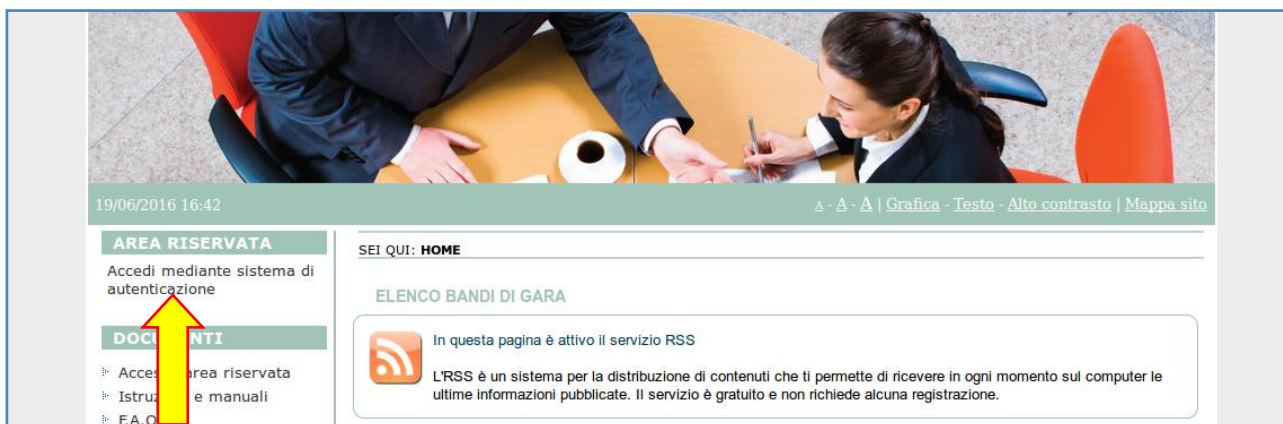 19/06/2016 16:42
A - A - A | Grafica - Testo - Alto contrasto | Mappa sito
AREA RISERVATA
Accedi mediante sistema di
autenticazione
SEI QUI: HOME
ELENCO BANDI DI GARA
In questa pagina è attivo il servizio RSS
L'RSS è un sistema per la distribuzione di contenuti che ti permette di ricevere in ogni momento sul computer le
ultime informazioni pubblicate. Il servizio è gratuito e non richiede alcuna registrazione.
area riservata
e manuali